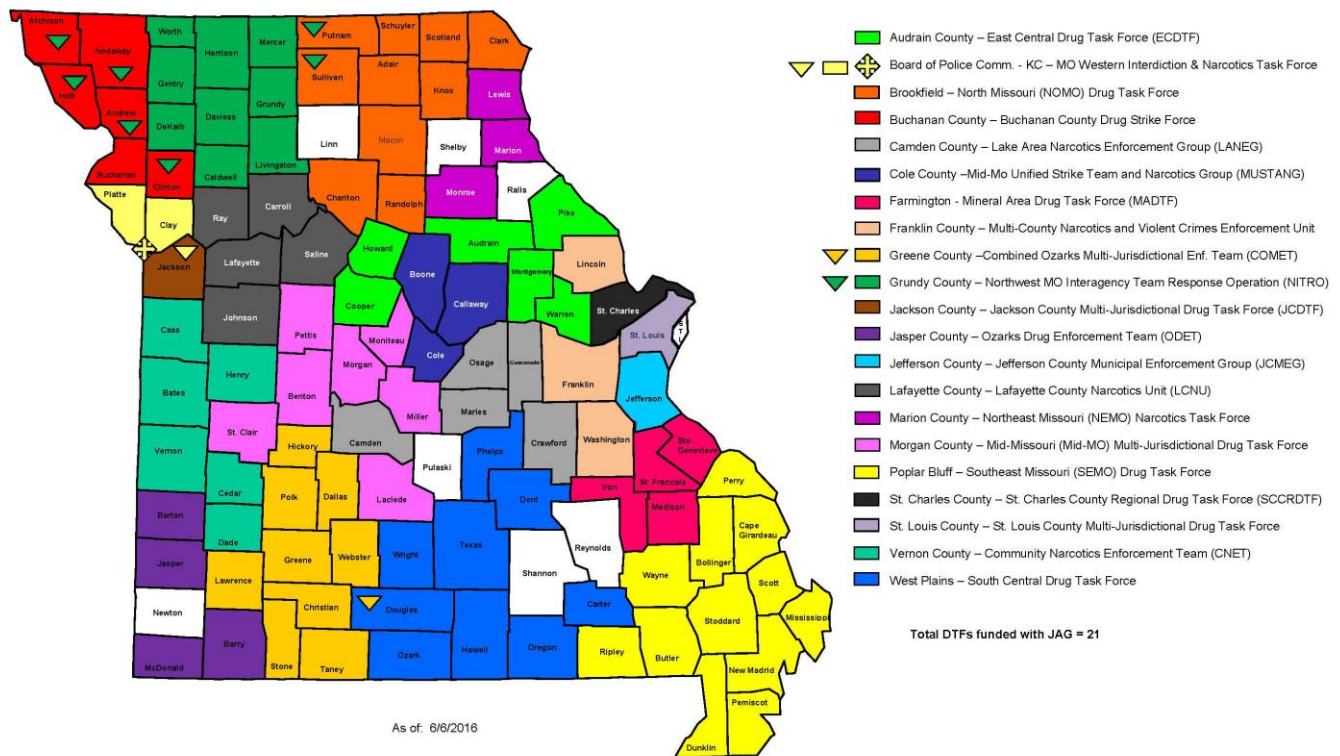 Atchison
Nodaway
Worth
Harrison
Mercer
Putnam
Schuyler
Scotland
Clark
Holt
Gentry
Sullivan
Adair
Knox
Lewis
Andrew
DeKalb
Daviess
Grundy
Linn
Macon
Shelby
Marion
Buchanan
Clinton
Caldwell
Livingston
Chariton
Randolph
Monroe
Ralls
Platte
Clay
Ray
Carroll
Pike
Jackson
Lafayette
Saline
Howard
Boone
Audrain
Lincoln
Cooper
Callaway
Montgomery
Warren
St. Charles
Johnson
Pettis
Moniteau
St. Louis
STL
Cass
Henry
Morgan
Cole
Osage
Gasconade
Franklin
Jefferson
Bates
Benton
Miller
Maries
St. Clair
Camden
Crawford
Washington
Vernon
Hickory
Pulaski
Phelps
Ste.
Genevieve
St. Francois
Cedar
Polk
Dallas
Laclede
Dent
Iron
Madison
Perry
Barton
Dade
Webster
Wright
Texas
Reynolds
Bollinger
Cape
Girardeau
Jasper
Lawrence
Greene
Shannon
Wayne
Scott
Newton
Christian
Douglas
Carter
Stoddard
Mississippi
McDonald
Barry
Stone
Taney
Ozark
Howell
Oregon
Ripley
Butler
New Madrid
Pemiscot
Dunklin
As of: 6/6/2016
Audrain County – East Central Drug Task Force (ECDTF)
Board of Police Comm. - KC – MO Western Interdiction & Narcotics Task Force
Brookfield – North Missouri (NOMO) Drug Task Force
Buchanan County – Buchanan County Drug Strike Force
Camden County – Lake Area Narcotics Enforcement Group (LANEG)
Cole County –Mid-Mo Unified Strike Team and Narcotics Group (MUSTANG)
Farmington - Mineral Area Drug Task Force (MADTF)
Franklin County – Multi-County Narcotics and Violent Crimes Enforcement Unit
Greene County –Combined Ozarks Multi-Jurisdictional Enf. Team (COMET)
Grundy County – Northwest MO Interagency Team Response Operation (NITRO)
Jackson County – Jackson County Multi-Jurisdictional Drug Task Force (JCDTF)
Jasper County – Ozarks Drug Enforcement Team (ODET)
Jefferson County – Jefferson County Municipal Enforcement Group (JCMEG)
Lafayette County – Lafayette County Narcotics Unit (LCNU)
Marion County – Northeast Missouri (NEMO) Narcotics Task Force
Morgan County – Mid-Missouri (Mid-MO) Multi-Jurisdictional Drug Task Force
Poplar Bluff – Southeast Missouri (SEMO) Drug Task Force
St. Charles County – St. Charles County Regional Drug Task Force (SCCRDTF)
St. Louis County – St. Louis County Multi-Jurisdictional Drug Task Force
Vernon County – Community Narcotics Enforcement Team (CNET)
West Plains – South Central Drug Task Force
Total DTFs funded with JAG = 21